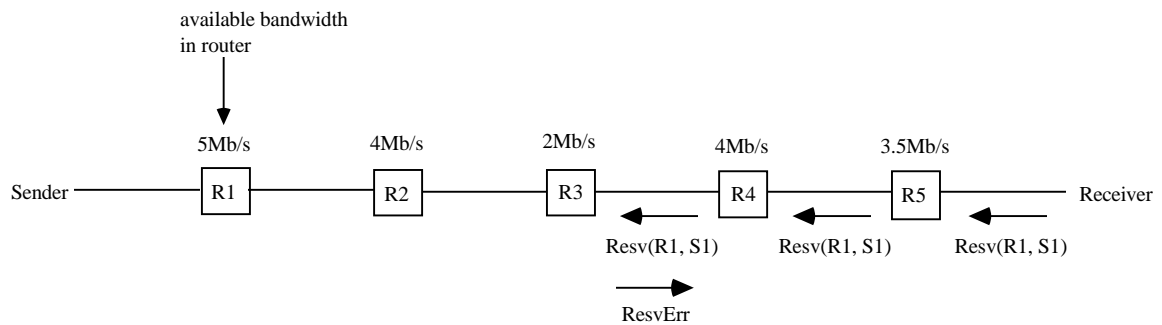 available bandwidth
in router
5Mb/s
4Mb/s
2Mb/s
4Mb/s
3.5Mb/s
Sender
R1
R2
R3
R4
R5
Receiver
Resv(R1, S1)
Resv(R1, S1)
Resv(R1, S1)
ResvErr